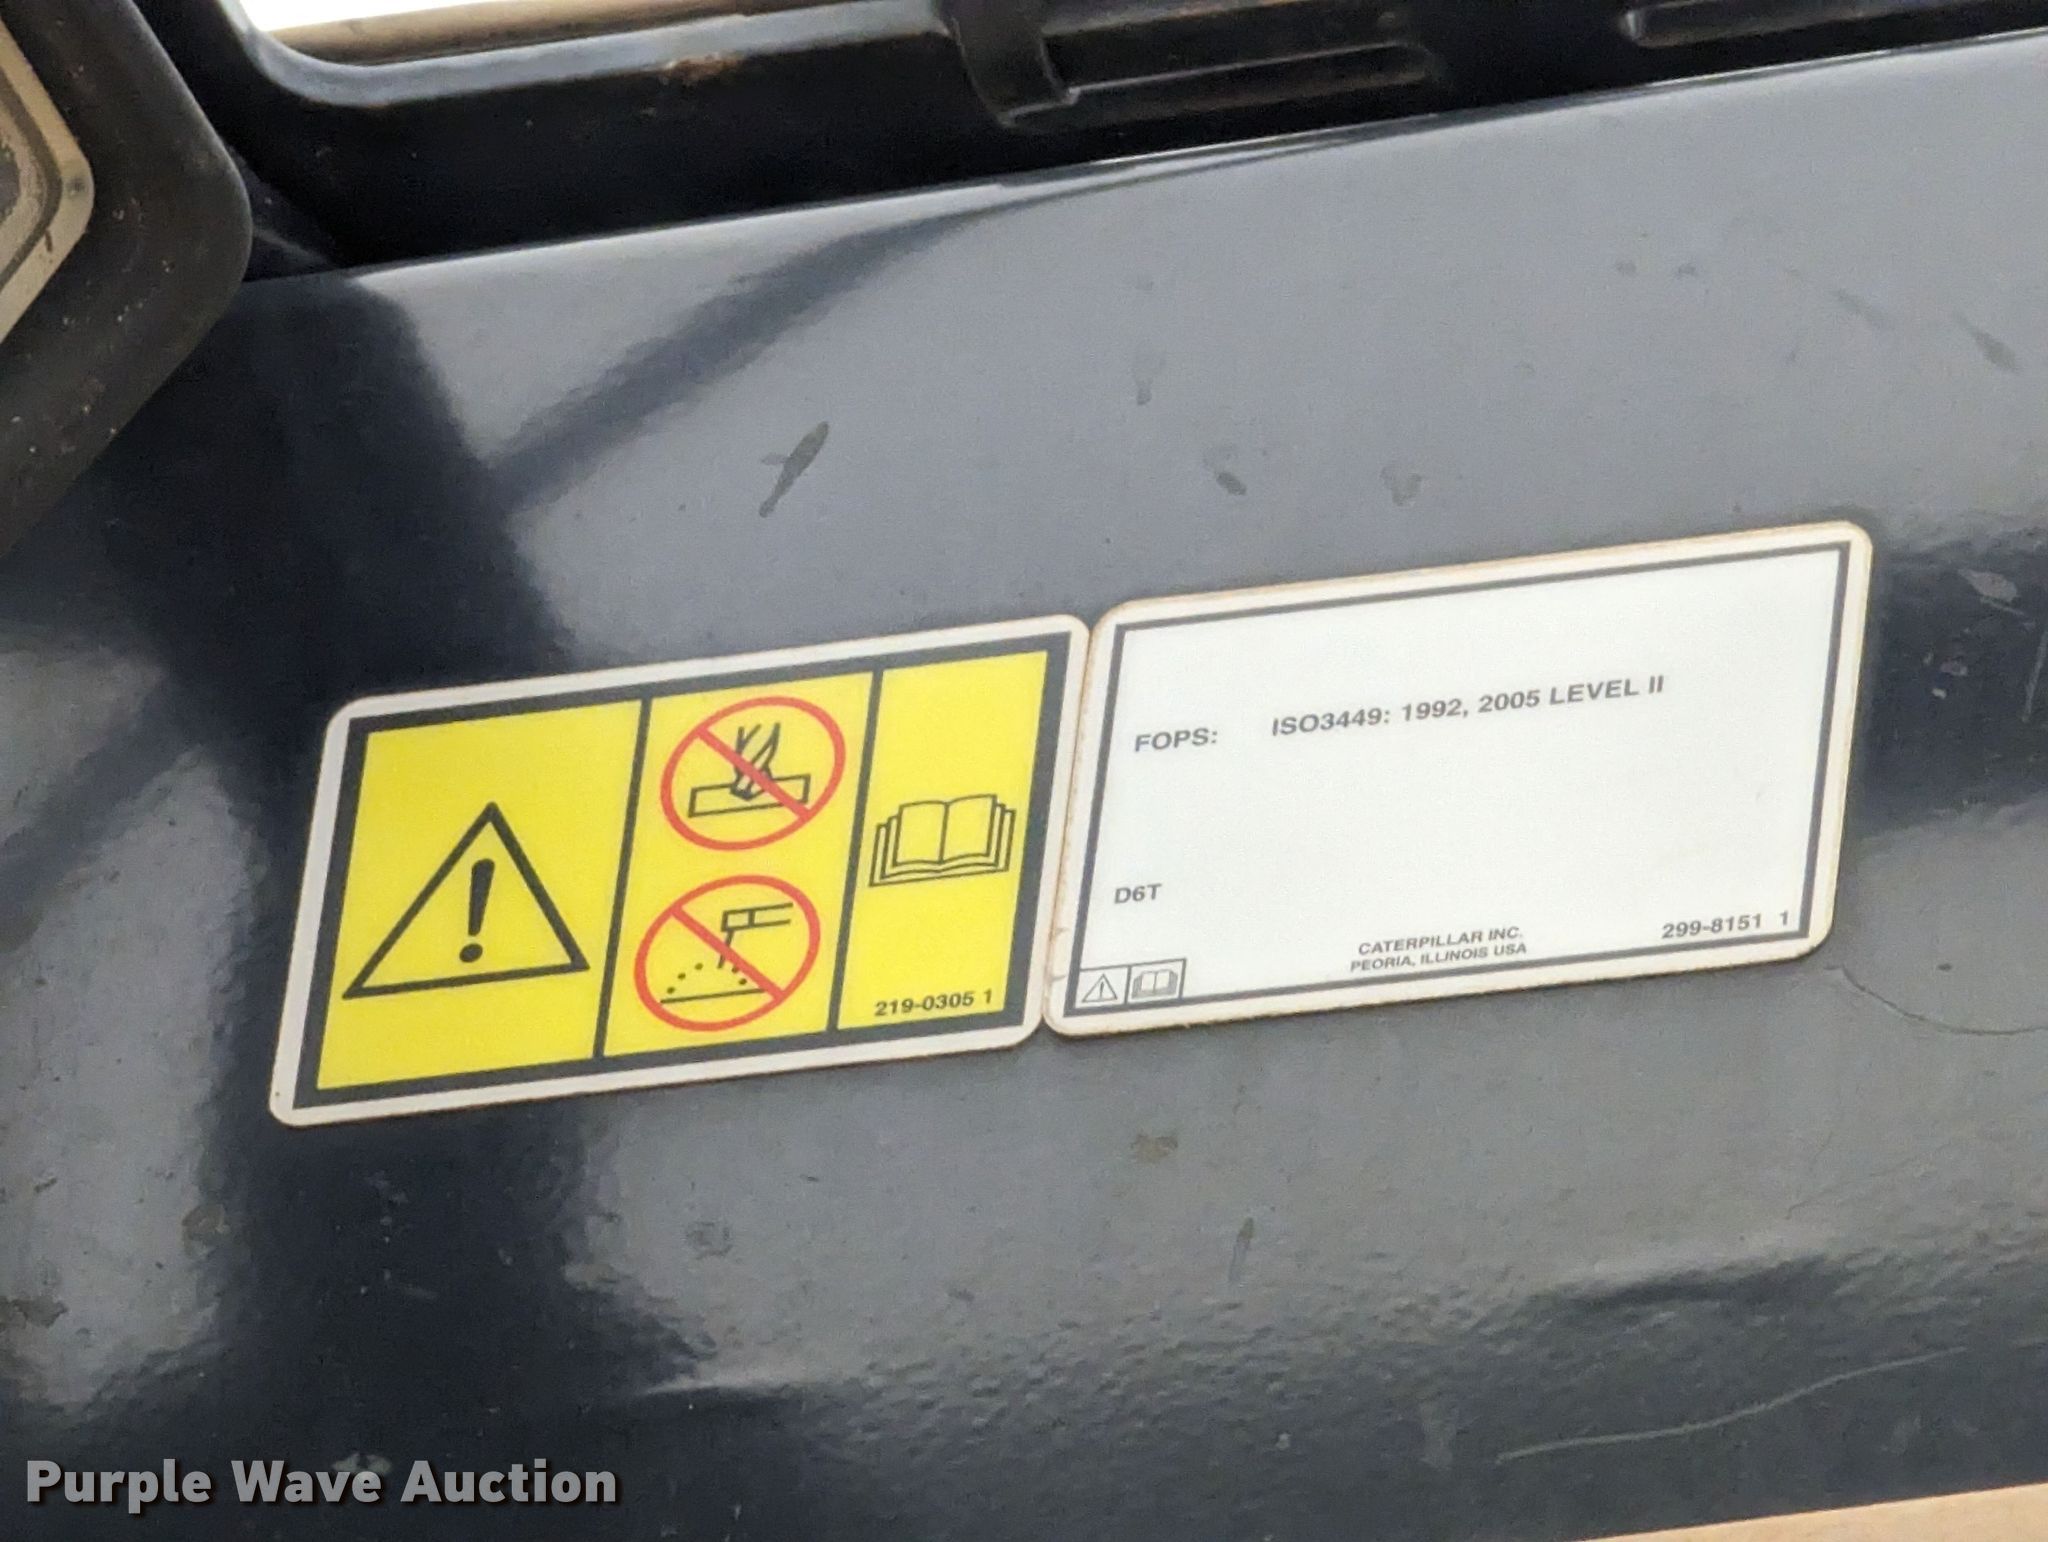 219-0305 1
FOPS: ISO3449: 1992, 2005 LEVEL II
D6T
CATERPILLAR INC.
PEORIA, ILLINOIS USA
299-8151 1
Purple Wave Auction